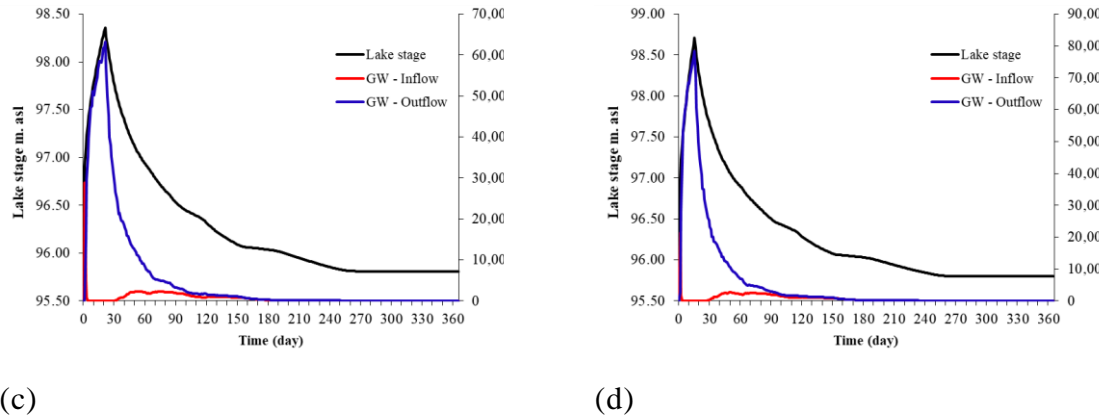 98.50
98.00
97.50
97.00
96.50
96.00
95.50
Lake stage m. asl
70,00
60,00
50,00
40,00
30,00
20,00
10,00
0
Lake stage
GW - Inflow
GW - Outflow
0 30 60 90 120 150 180 210 240 270 300 330 360
Time (day)
99.00
98.50
98.00
97.50
97.00
96.50
96.00
95.50
Lake stage m. asl
90,00
80,00
70,00
60,00
50,00
40,00
30,00
20,00
10,00
0
Lake stage
GW - Inflow
GW - Outflow
0 30 60 90 120 150 180 210 240 270 300 330 360
Time (day)
(c)
(d)